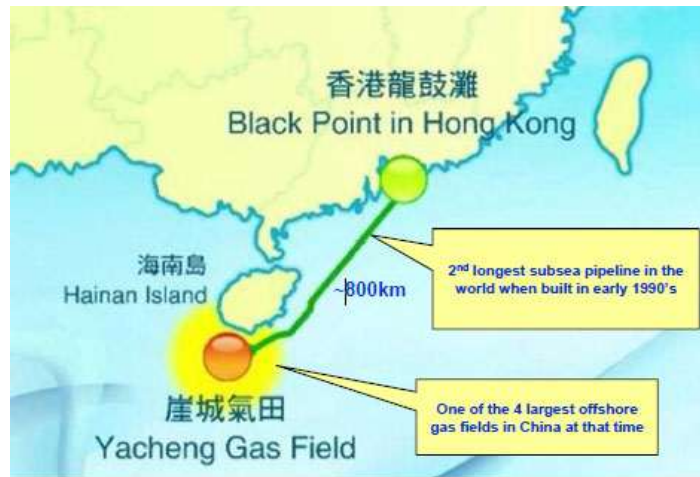 香港龍鼓灘
Black Point in Hong Kong
2nd longest subsea pipeline in the
world when built in early 1990's
海南島
Hainan Island
~800km
崖城氣田
Yacheng Gas Field
One of the 4 largest offshore
gas fields in China at that time